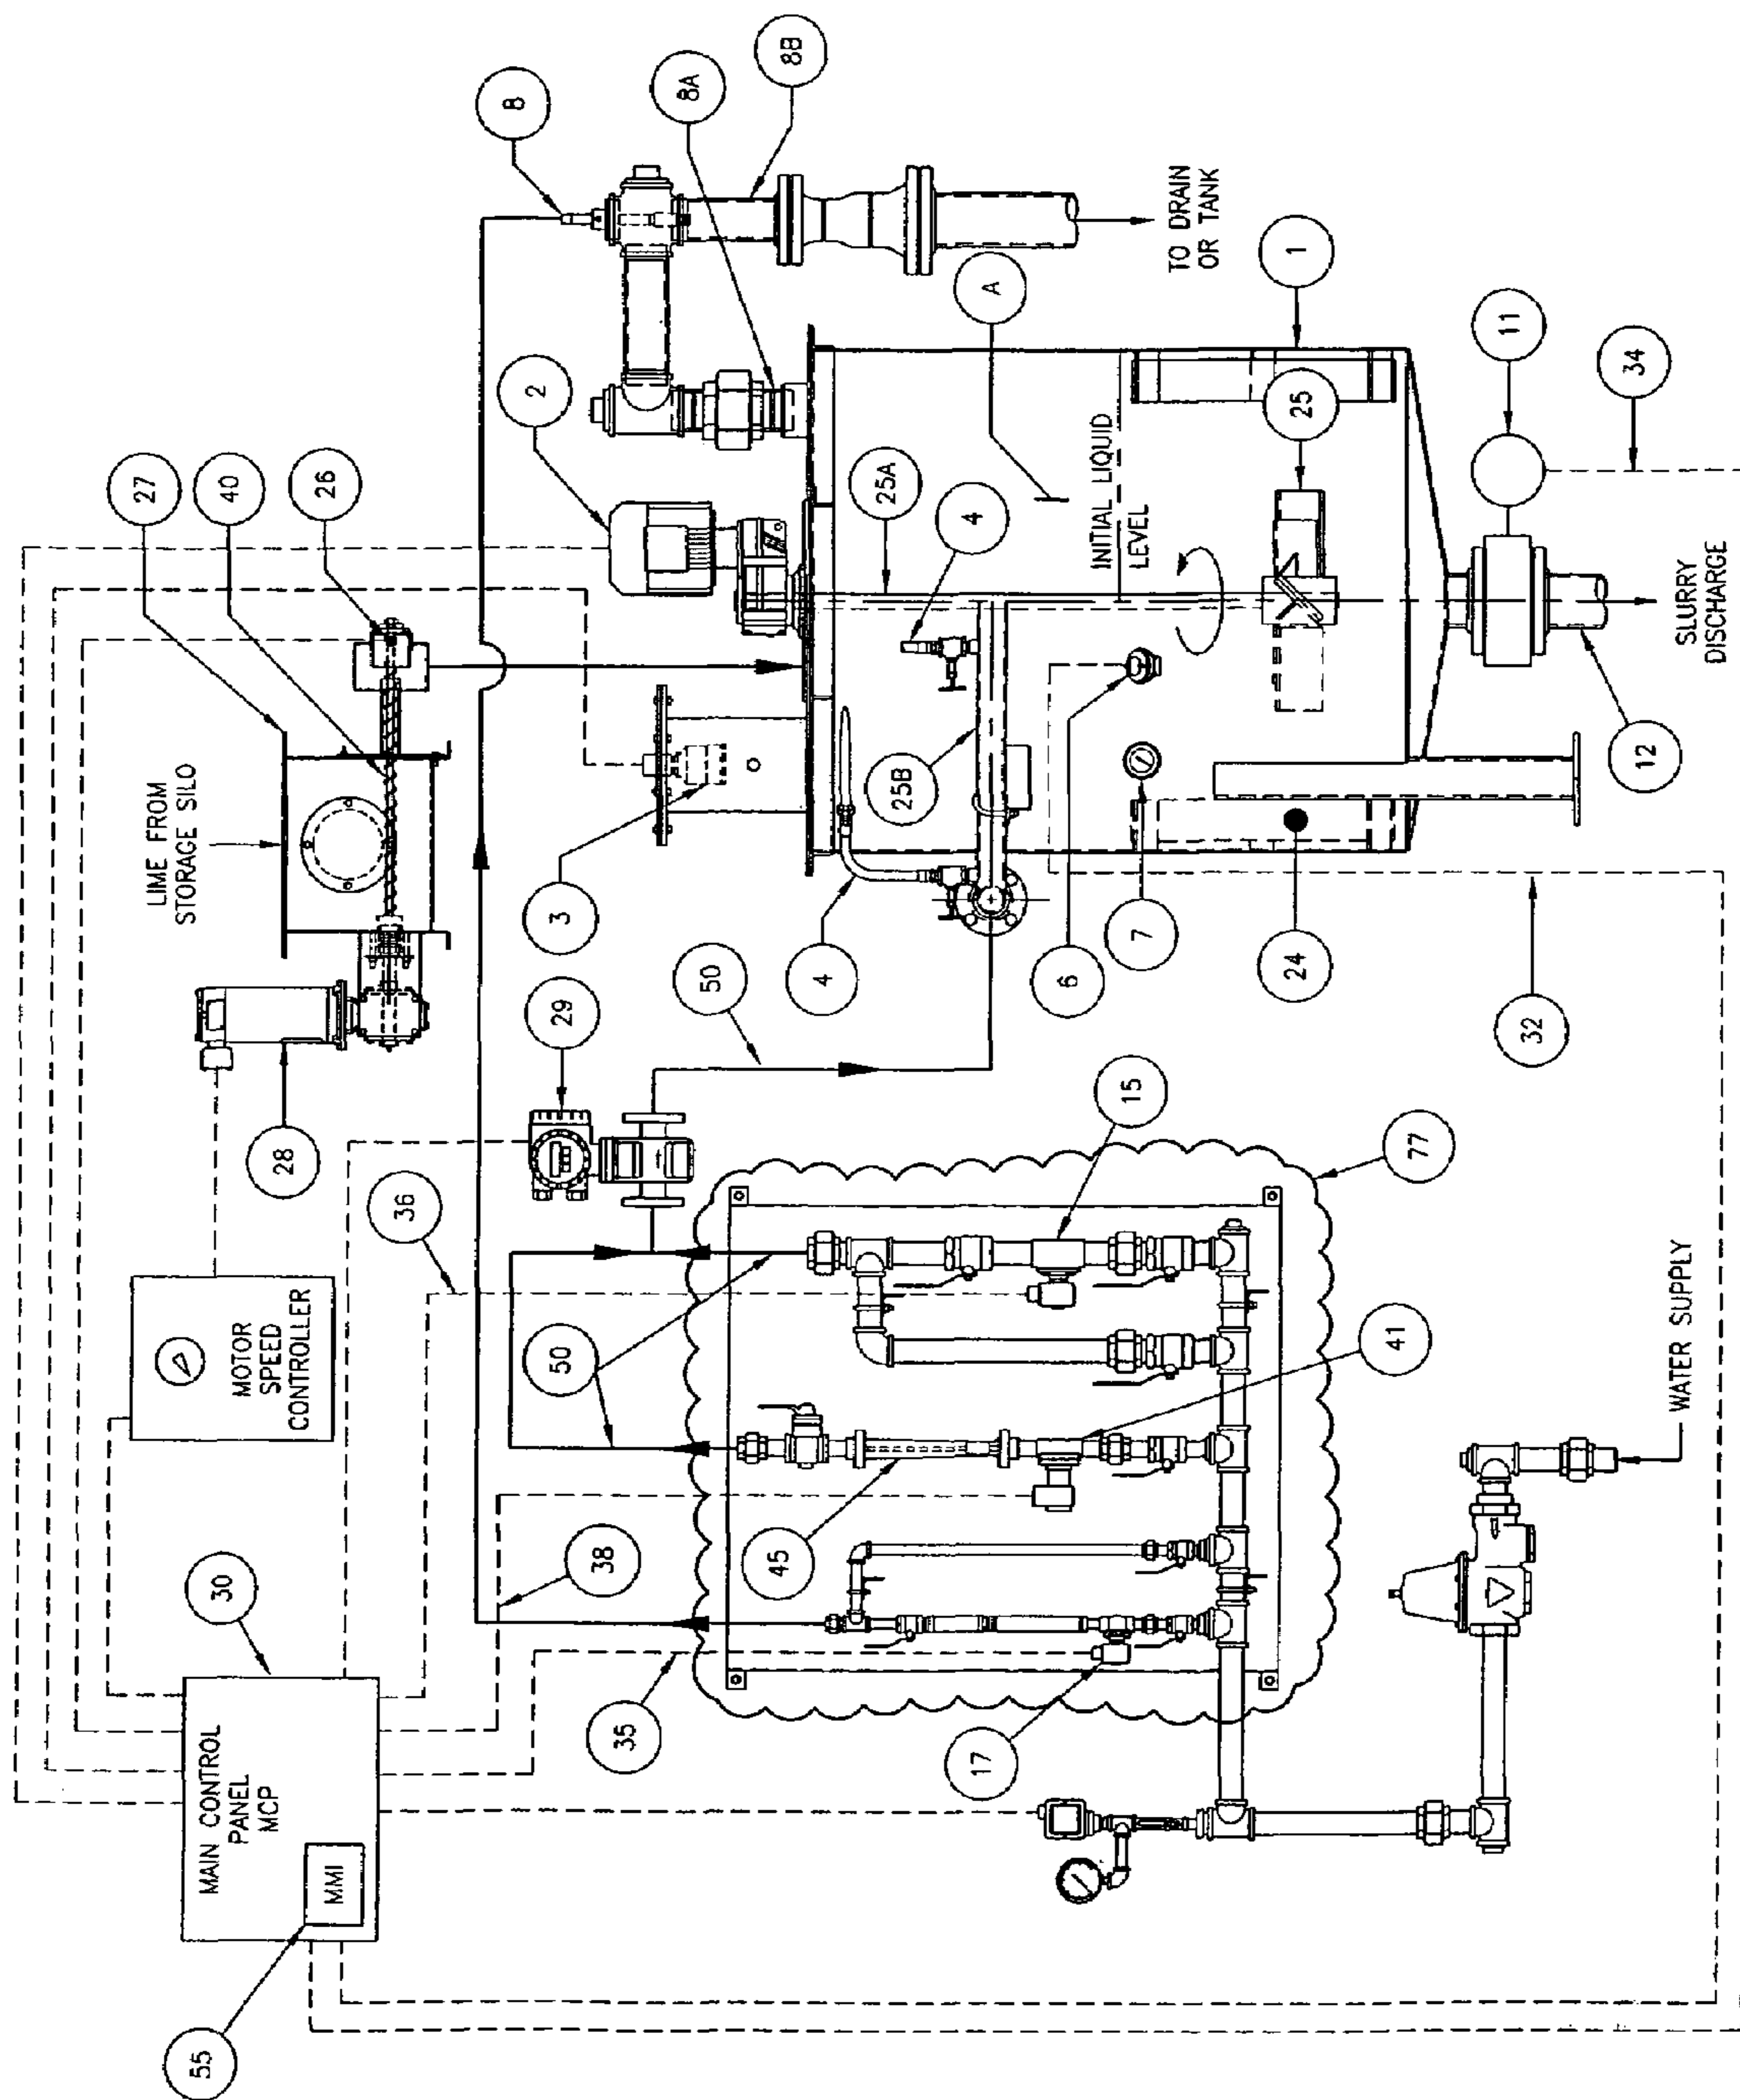 55
MAIN CONTROL
PANEL
MCP
MMI
30
MOTOR
SPEED
CONTROLLER
28
LIME FROM
STORAGE SILO
27
40
26
36
38
35
50
29
3
2
8
8A
8B
50
4
45
25B
25A
4
A
17
6
7
INITIAL LIQUID
LEVEL
TO DRAIN
OR TANK
15
41
77
24
25
1
32
11
34
12
WATER SUPPLY
SLURRY
DISCHARGE